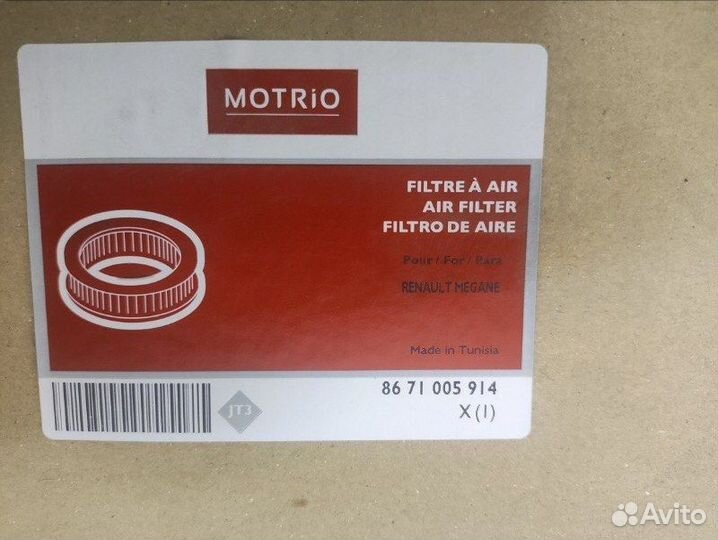 MOTRiO
FILTRE À AIR
AIR FILTER
FILTRO DE AIRE
Pour / For / Para
RENAULT MEGANE
Made in Tunisia
86 71 005 914
JT3
X (1)
Avito